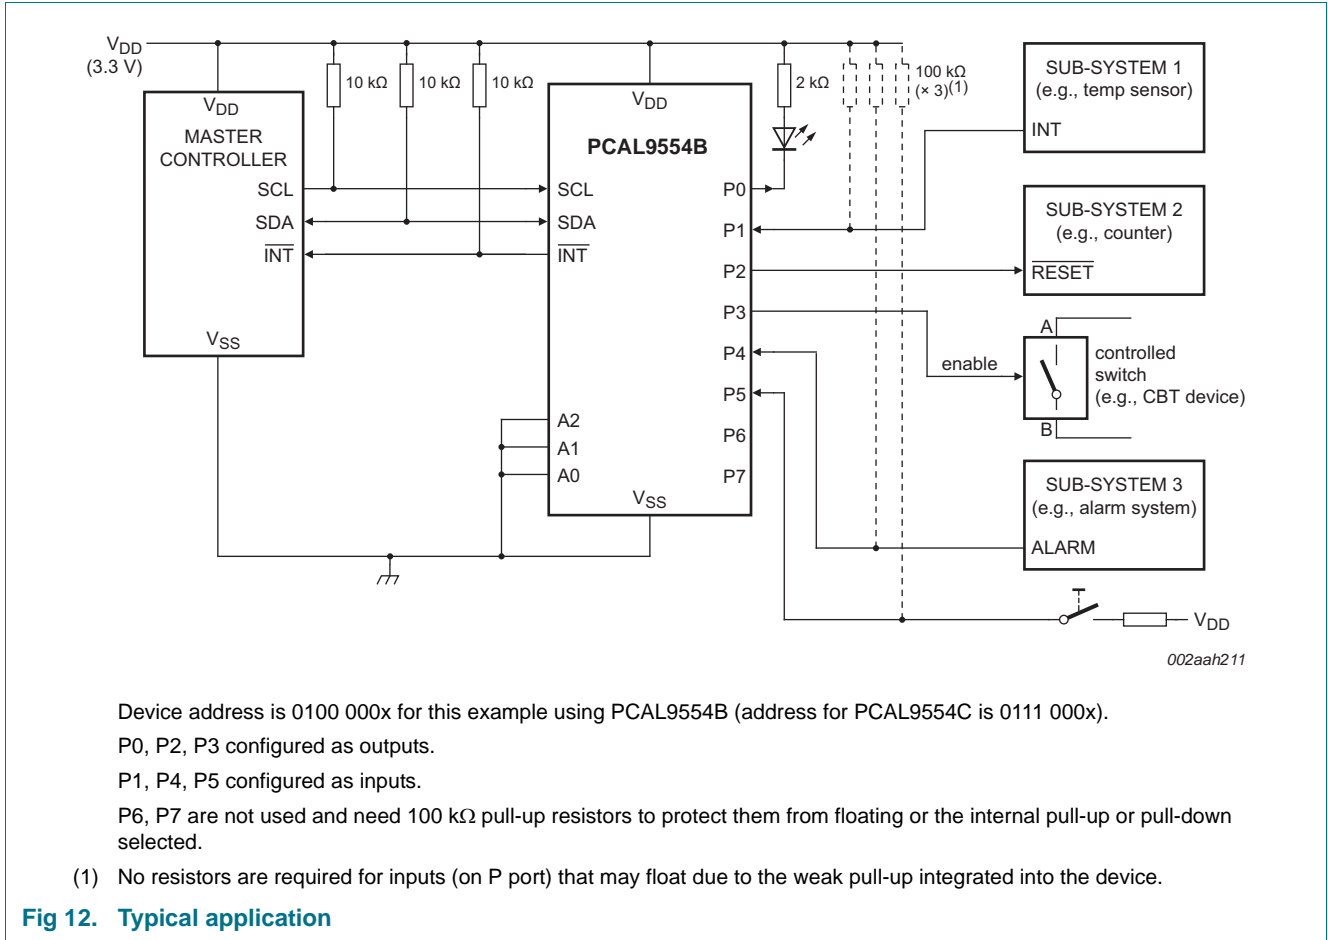 VDD
(3.3 V)
10 kΩ
10 kΩ
10 kΩ
2 kΩ
100 kΩ
(× 3)(1)
VDD
MASTER
CONTROLLER
SCL
SDA
INT
VSS
VDD
PCAL9554B
SCL
SDA
INT
A2
A1
A0
VSS
P0
P1
P2
P3
P4
P5
P6
P7
SUB-SYSTEM 1
(e.g., temp sensor)
INT
SUB-SYSTEM 2
(e.g., counter)
RESET
enable
A
B
controlled
switch
(e.g., CBT device)
SUB-SYSTEM 3
(e.g., alarm system)
ALARM
VDD
002aah211
Device address is 0100 000x for this example using PCAL9554B (address for PCAL9554C is 0111 000x).
P0, P2, P3 configured as outputs.
P1, P4, P5 configured as inputs.
P6, P7 are not used and need 100 kΩ pull-up resistors to protect them from floating or the internal pull-up or pull-down
selected.
(1) No resistors are required for inputs (on P port) that may float due to the weak pull-up integrated into the device.
Fig 12. Typical application